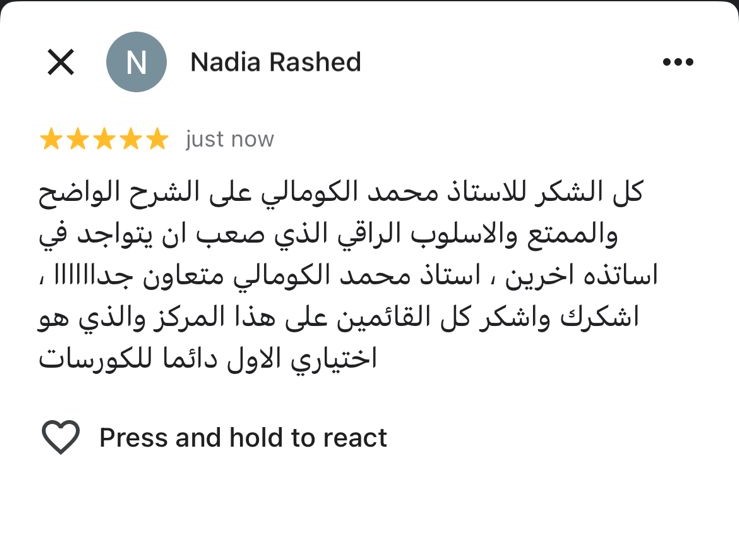 Nadia Rashed
just now
كل الشكر للاستاذ محمد الكومالي على الشرح الواضح
والممتع والاسلوب الراقي الذي صعب ان يتواجد في
اساتذه اخرين ، استاذ محمد الكومالي متعاون جداااااا ،
اشكرك واشكر كل القائمين على هذا المركز والذي هو
اختياري الاول دائما للكورسات
Press and hold to react